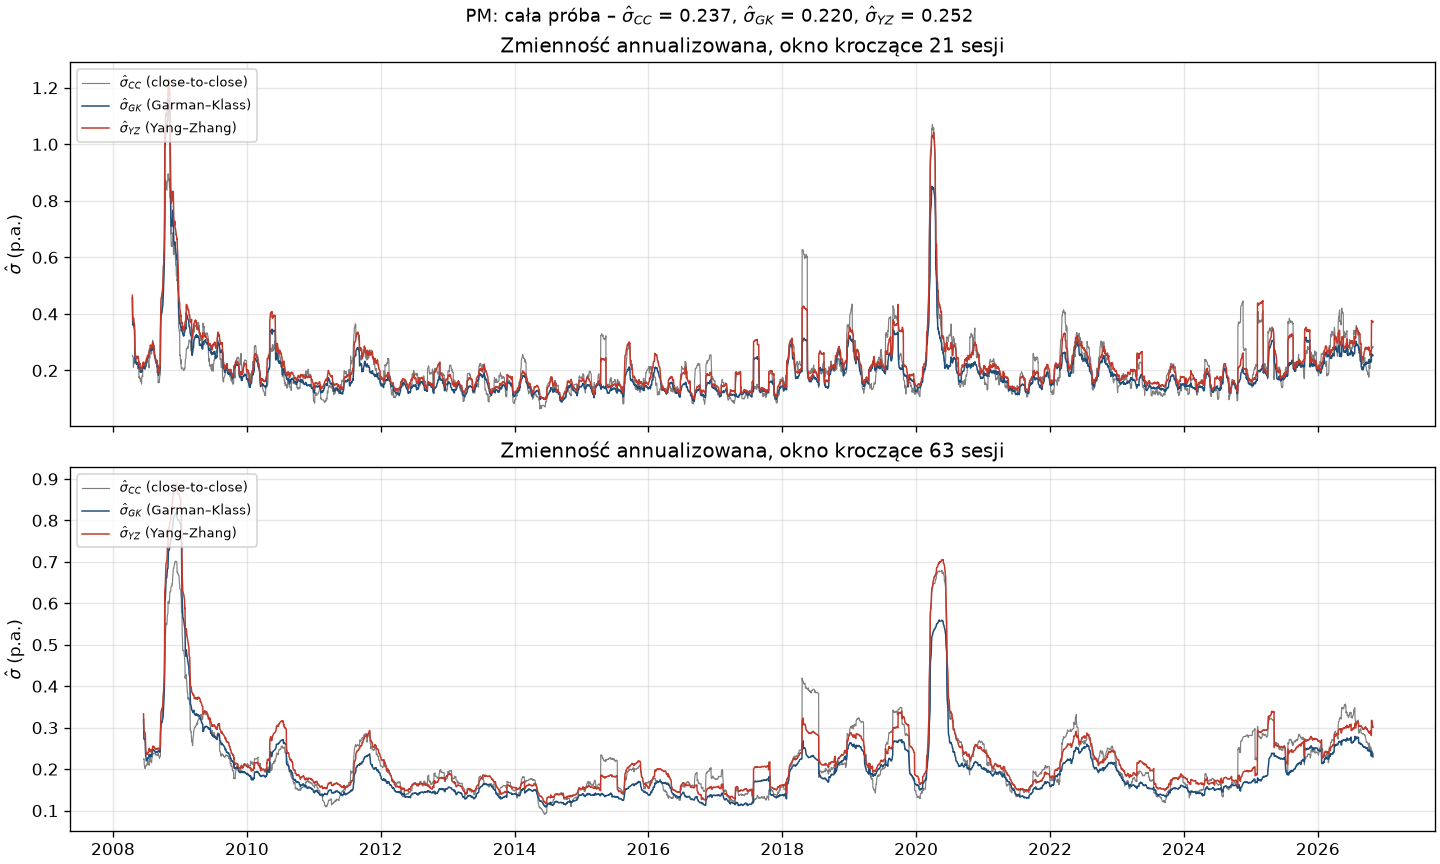 PM: cała próba – σ̂CC = 0.237, σ̂GK = 0.220, σ̂YZ = 0.252
Zmienność annualizowana, okno kroczące 21 sesji
σ̂CC (close-to-close)
σ̂GK (Garman–Klass)
σ̂YZ (Yang–Zhang)
σ̂ (p.a.)
1.2
1.0
0.8
0.6
0.4
0.2
Zmienność annualizowana, okno kroczące 63 sesji
σ̂CC (close-to-close)
σ̂GK (Garman–Klass)
σ̂YZ (Yang–Zhang)
σ̂ (p.a.)
0.9
0.8
0.7
0.6
0.5
0.4
0.3
0.2
0.1
2008 2010 2012 2014 2016 2018 2020 2022 2024 2026